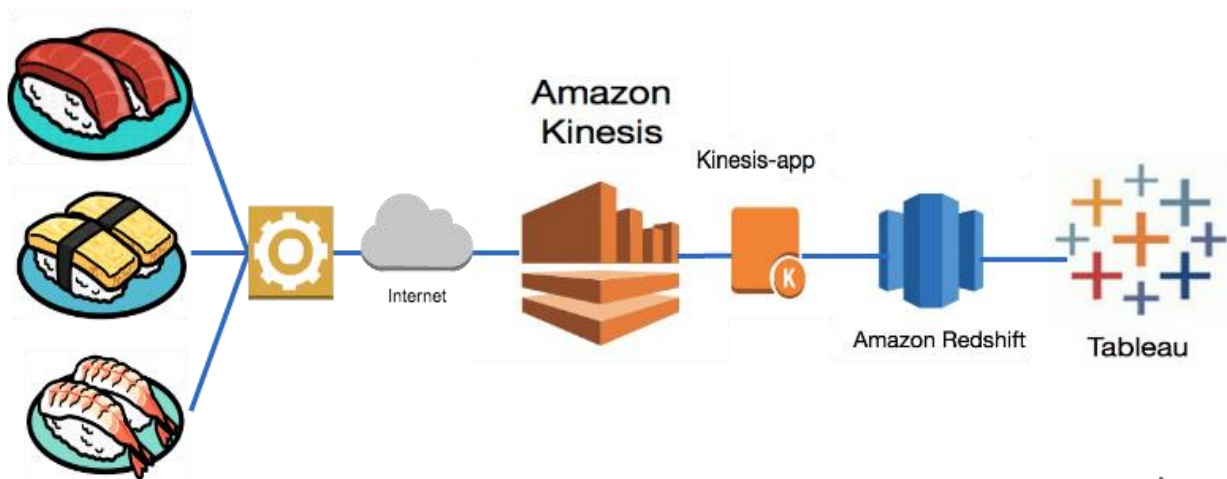 Amazon
Kinesis
Kinesis-app
K
Internet
Amazon Redshift
Tableau